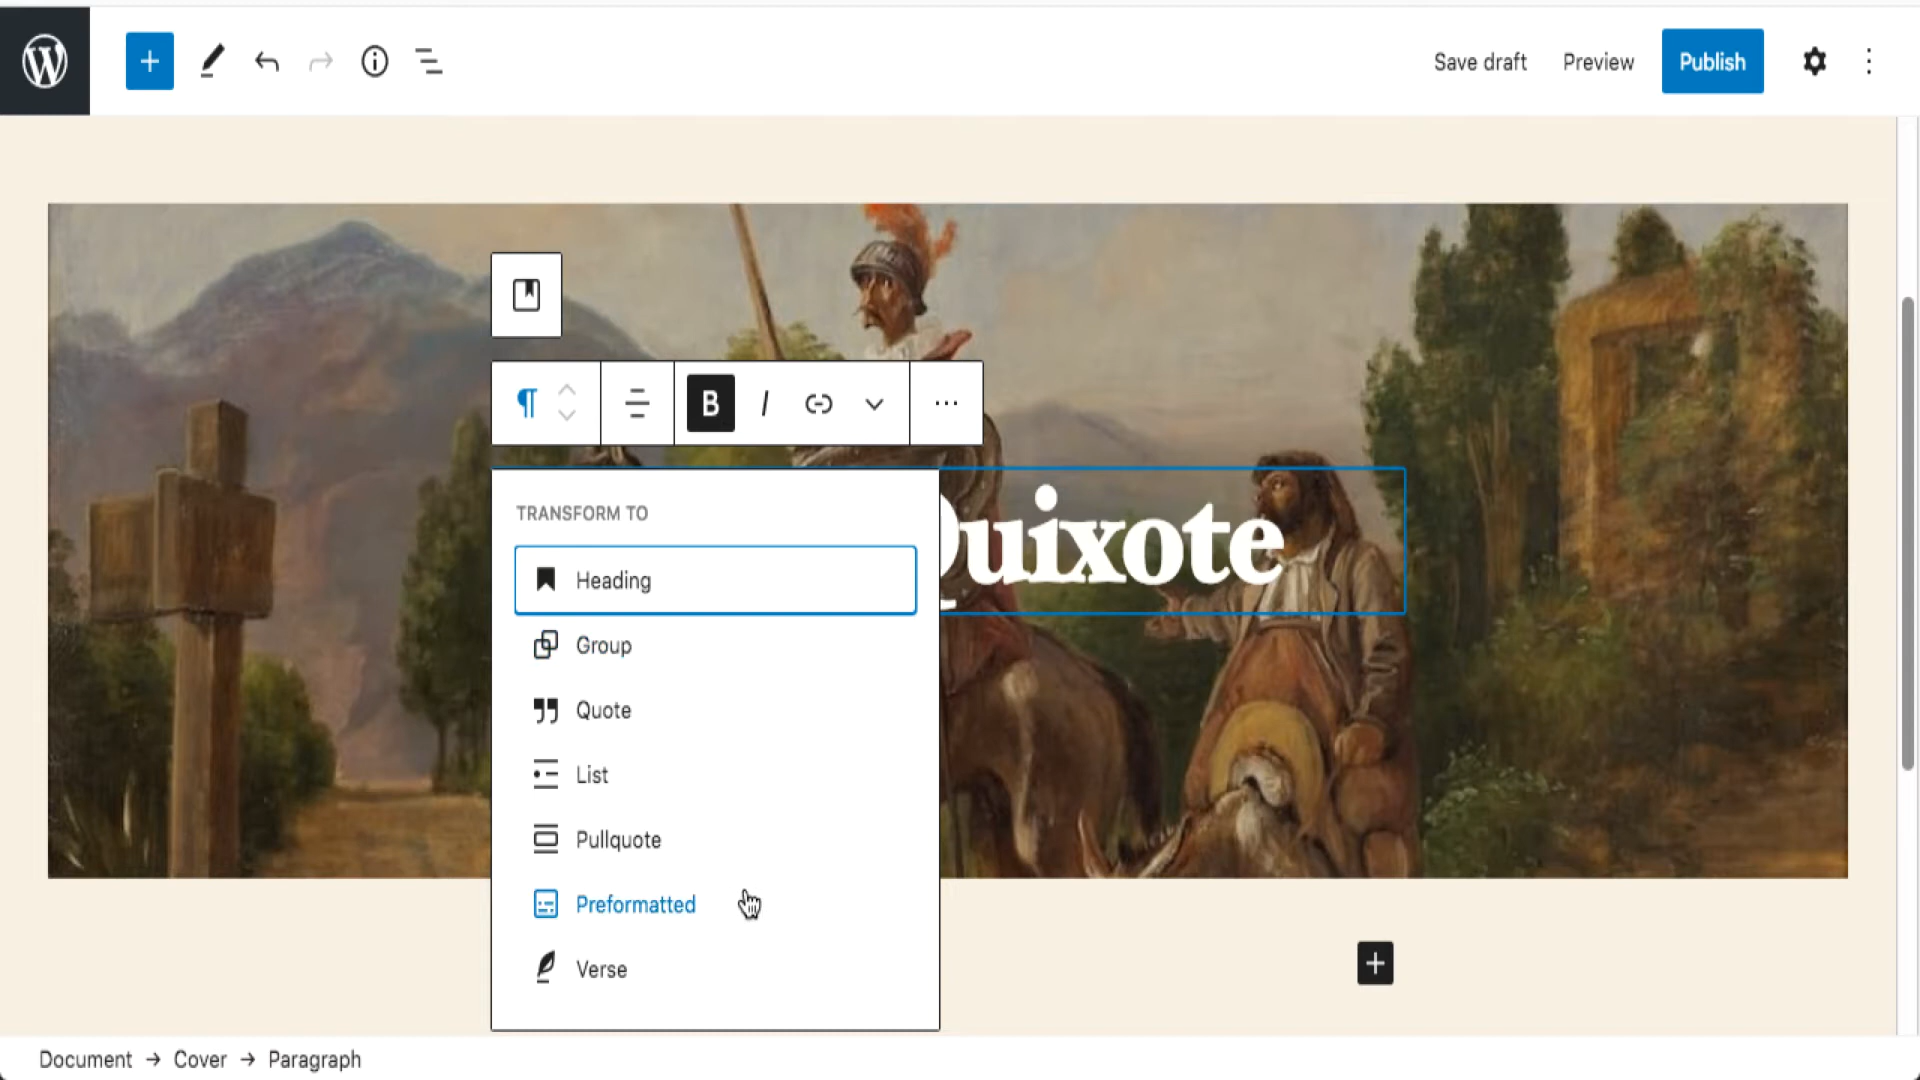 Save draft Preview Publish
B I
TRANSFORM TO
Heading
uixote
Group
Quote
List
Pullquote
Preformatted
Verse
Document → Cover → Paragraph